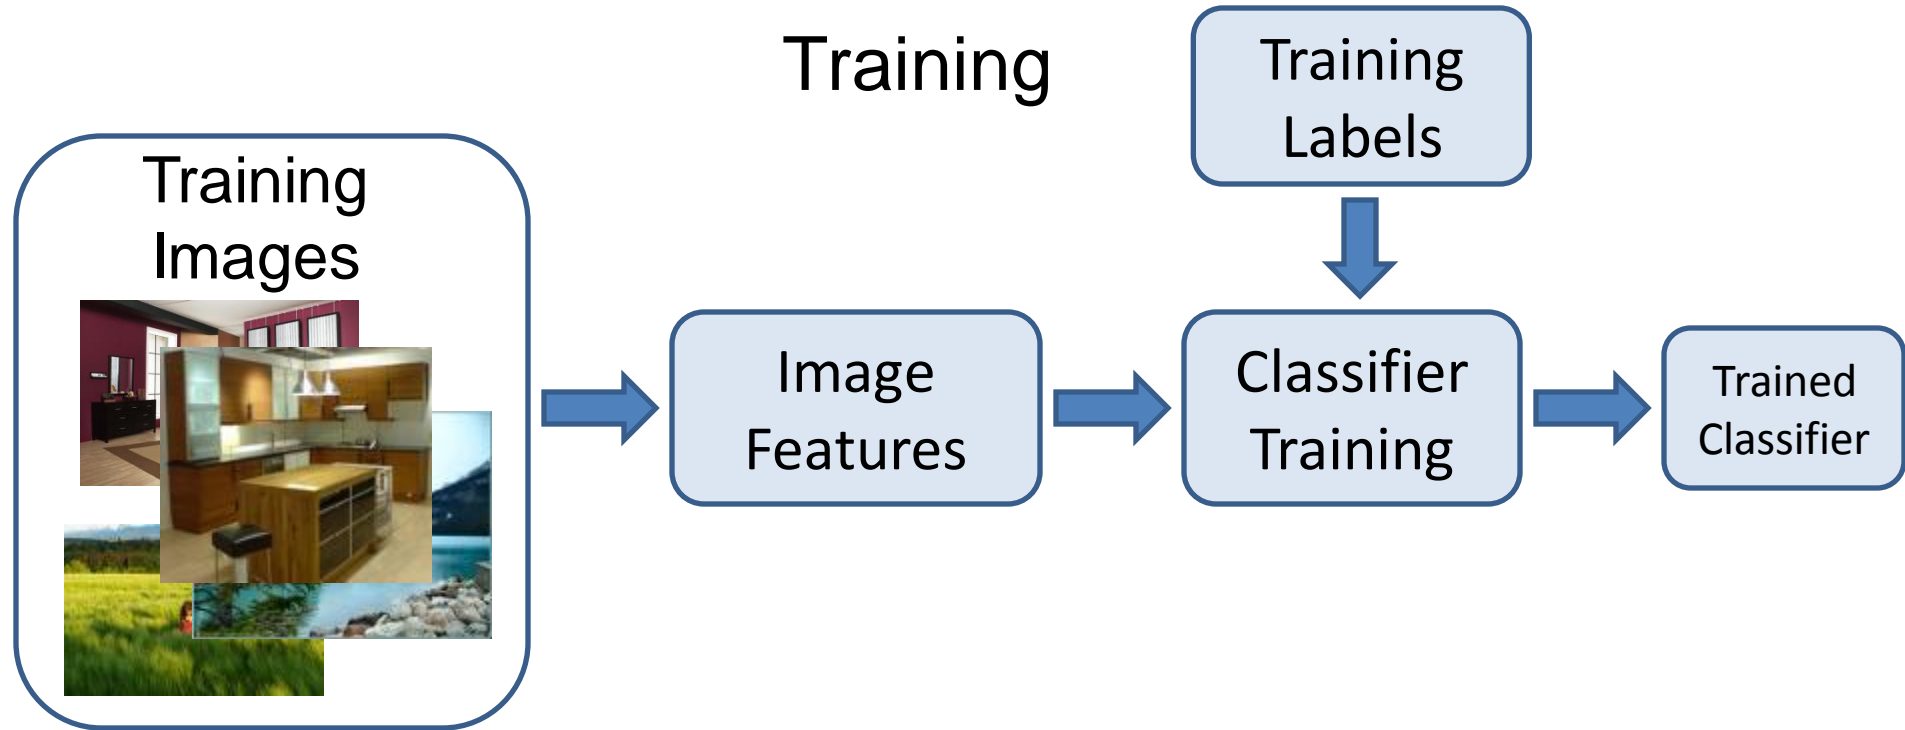 Training
Training
Labels
Training
Images
Image
Features
Classifier
Training
Trained
Classifier